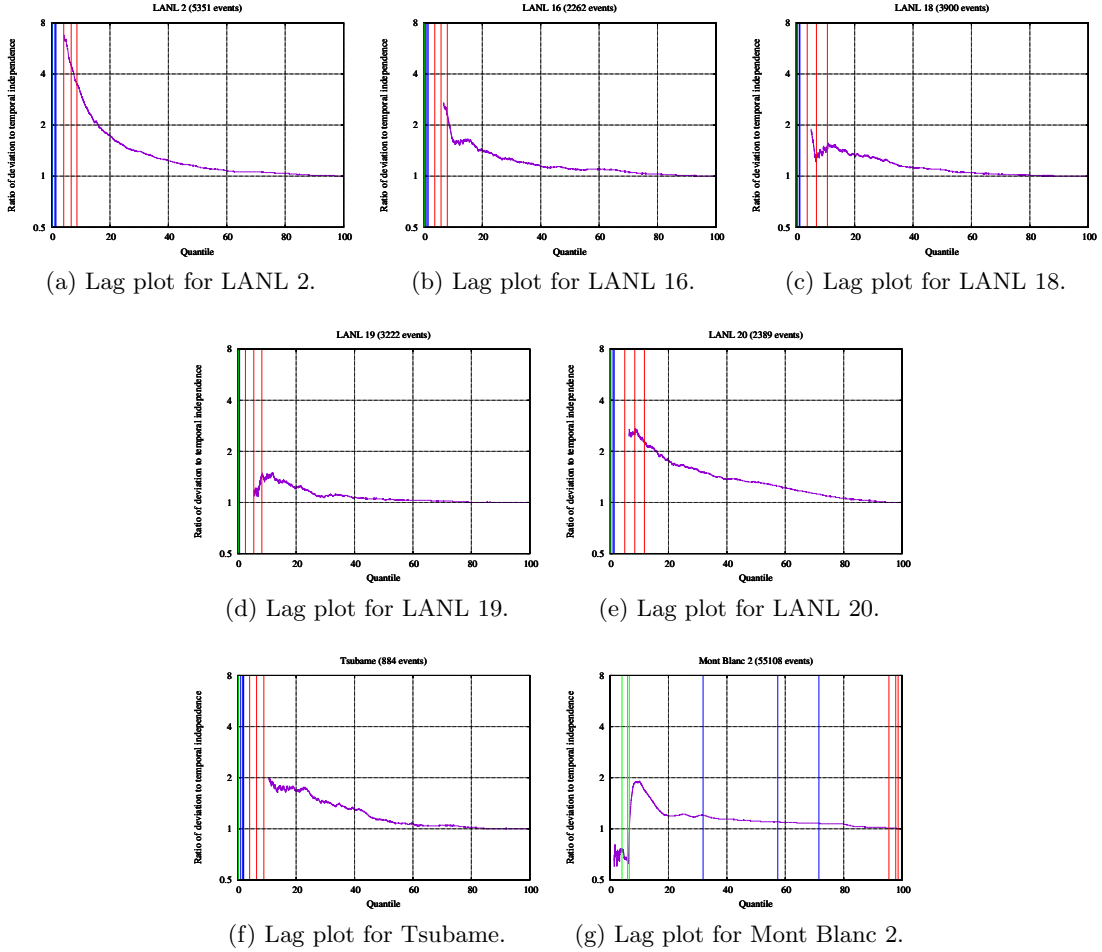 LANL 2 (5351 events)
Ratio of deviation to temporal independence
8
4
2
1
0.5
0 20 40 60 80 100
Quantile
(a) Lag plot for LANL 2.
LANL 16 (2262 events)
Ratio of deviation to temporal independence
8
4
2
1
0.5
0 20 40 60 80 100
Quantile
(b) Lag plot for LANL 16.
LANL 18 (3900 events)
Ratio of deviation to temporal independence
8
4
2
1
0.5
0 20 40 60 80 100
Quantile
(c) Lag plot for LANL 18.
LANL 19 (3222 events)
Ratio of deviation to temporal independence
8
4
2
1
0.5
0 20 40 60 80 100
Quantile
(d) Lag plot for LANL 19.
LANL 20 (2389 events)
Ratio of deviation to temporal independence
8
4
2
1
0.5
0 20 40 60 80 100
Quantile
(e) Lag plot for LANL 20.
Tsubame (884 events)
Ratio of deviation to temporal independence
8
4
2
1
0.5
0 20 40 60 80 100
Quantile
(f) Lag plot for Tsubame.
Mont Blanc 2 (55108 events)
Ratio of deviation to temporal independence
8
4
2
1
0.5
0 20 40 60 80 100
Quantile
(g) Lag plot for Mont Blanc 2.